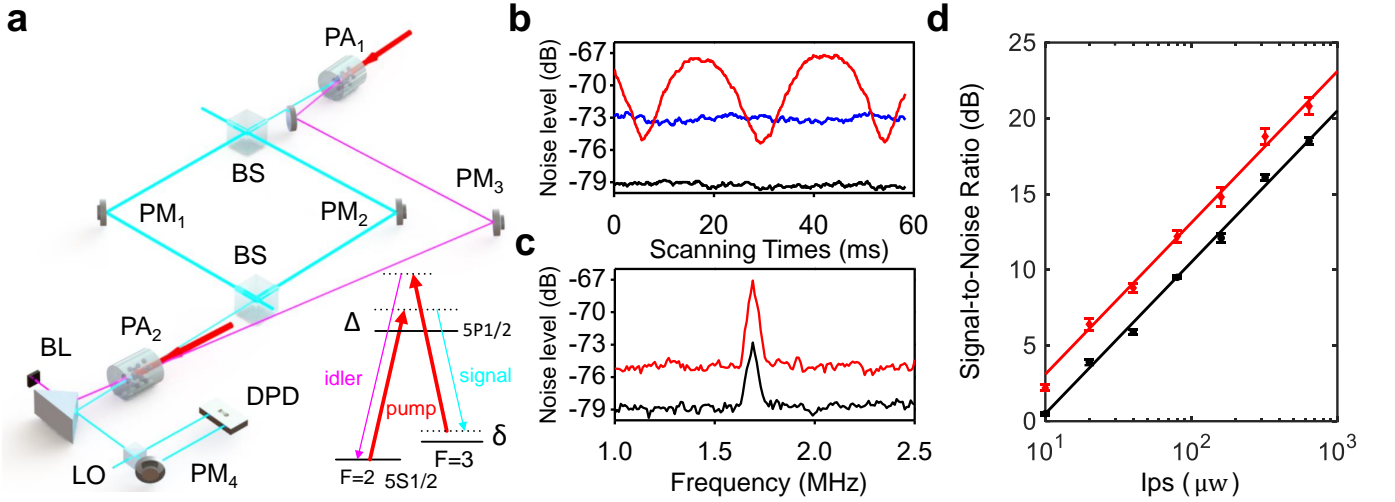 a
PA1
BS
PM3
PM1
PM2
BS
PA2
BL
DPD
LO
PM4
Δ
5P1/2
idler
signal
pump
δ
F=3
F=2
5S1/2
b
Noise level (dB)
-67
-70
-73
-76
-79
0 20 40 60
Scanning Times (ms)
c
Noise level (dB)
-67
-70
-73
-76
-79
1.0 1.5 2.0 2.5
Frequency (MHz)
d
Signal-to-Noise Ratio (dB)
25
20
15
10
5
0
10^1 10^2 10^3
Ips (μw)